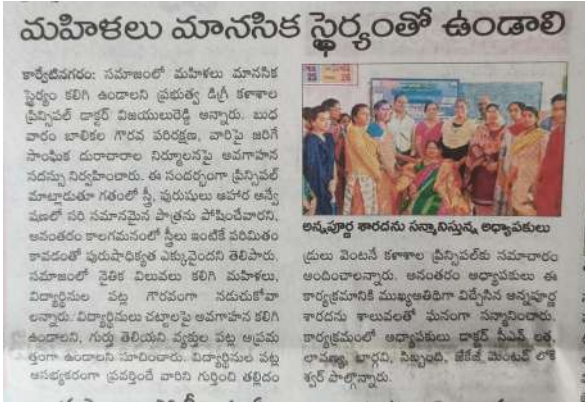 మహిళలు మానసిక స్థైర్యంతో ఉండాలి
కార్వేటినగరం: సమాజంలో మహిళలు మానసిక
స్థైర్యం కలిగి ఉండాలని ప్రభుత్వ డిగ్రీ కళాశాల
ప్రిన్సిపల్ డాక్టర్ విజయులురెడ్డి అన్నారు. బుధ
వారం బాలికల గౌరవ పరిరక్షణ, వారిపై జరిగే
సాంఘిక దురాచారాల నిర్మూలనపై అవగాహన
సదస్సు నిర్వహించారు. ఈ సందర్భంగా ప్రిన్సిపల్
మాట్లాడుతూ గతంలో స్త్రీ, పురుషులు ఆహార అన్వే
షణలో సరి సమానమైన పాత్రను పోషించేవారని,
అనంతరం కాలగమనంలో స్త్రీలు ఇంటికే పరిమితం
కావడంతో పురుషాధిక్యత ఎక్కువైందని తెలిపారు.
సమాజంలో నైతిక విలువలు కలిగి మహిళలు,
విద్యార్థినుల పట్ల గౌరవంగా నడుచుకోవా
లన్నారు. విద్యార్థినులు చట్టాలపై అవగాహన కలిగి
ఉండాలని, గుర్తు తెలియని వ్యక్తుల పట్ల అప్రమ
త్తంగా ఉండాలని సూచించారు. విద్యార్థినుల పట్ల
అసభ్యకరంగా ప్రవర్తించే వారిని గుర్తించి తల్లిదం
అన్నపూర్ణ శారదను సన్మానిస్తున్న అధ్యాపకులు
డ్రులు వెంటనే కళాశాల ప్రిన్సిపల్‌కు సమాచారం
అందించాలన్నారు. అనంతరం అధ్యాపకులు ఈ
కార్యక్రమానికి ముఖ్యఅతిథిగా విచ్చేసిన అన్నపూర్ణ
శారదను శాలువలతో ఘనంగా సన్మానించారు.
కార్యక్రమంలో అధ్యాపకులు డాక్టర్ సీఎన్ లత,
లావణ్య, భార్గవి, సిబ్బంది, జేకేజే మెంటవ్ లోకే
శ్వర్ పాల్గొన్నారు.